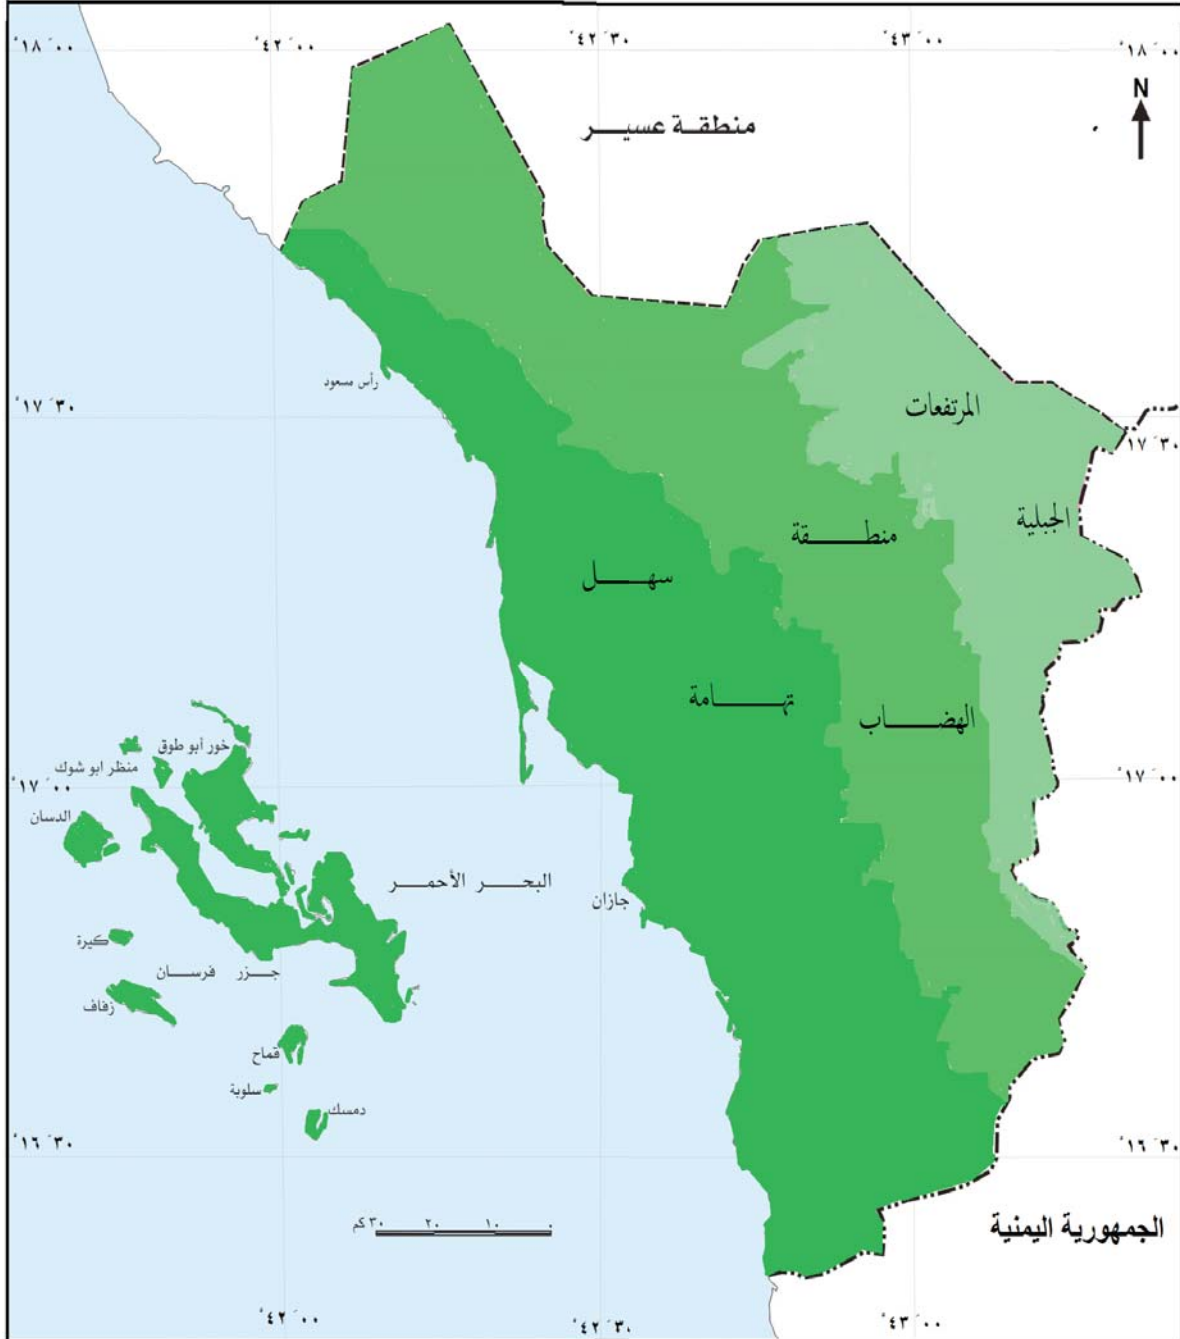 °٤٢ ´٠٠
°٤٢ ´٣٠
°٤٣ ´٠٠
°١٨ ´٠٠
°١٨ ´٠٠
N
منطقة عسير
رأس مسعود
المرتفعات
الجبلية
°١٧ ´٣٠
°١٧ ´٣٠
منطقة
الهضاب
سهل
تهامة
خور أبو طوق
منظر ابو شوك
°١٧ ´٠٠
°١٧ ´٠٠
الدسان
البحر الأحمر
جازان
كيرة
جزر فرسان
زفاف
قماح
سلوبة
دمسك
°١٦ ´٣٠
°١٦ ´٣٠
٣٠ كم ٢٠ ١٠ ٠
الجمهورية اليمنية
°٤٢ ´٠٠
°٤٢ ´٣٠
°٤٣ ´٠٠